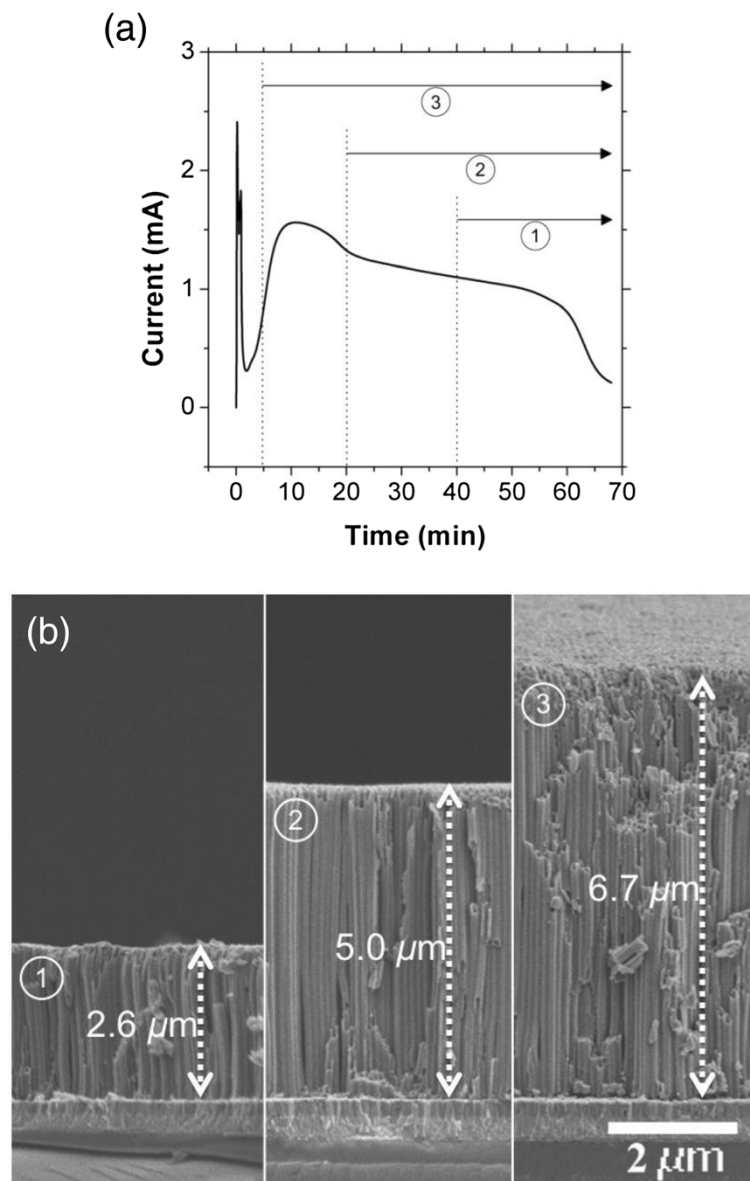 (a)
3
2
1
0
Current (mA)
③
②
①
0 10 20 30 40 50 60 70
Time (min)
(b)
①
2.6 μm
②
5.0 μm
③
6.7 μm
2 μm